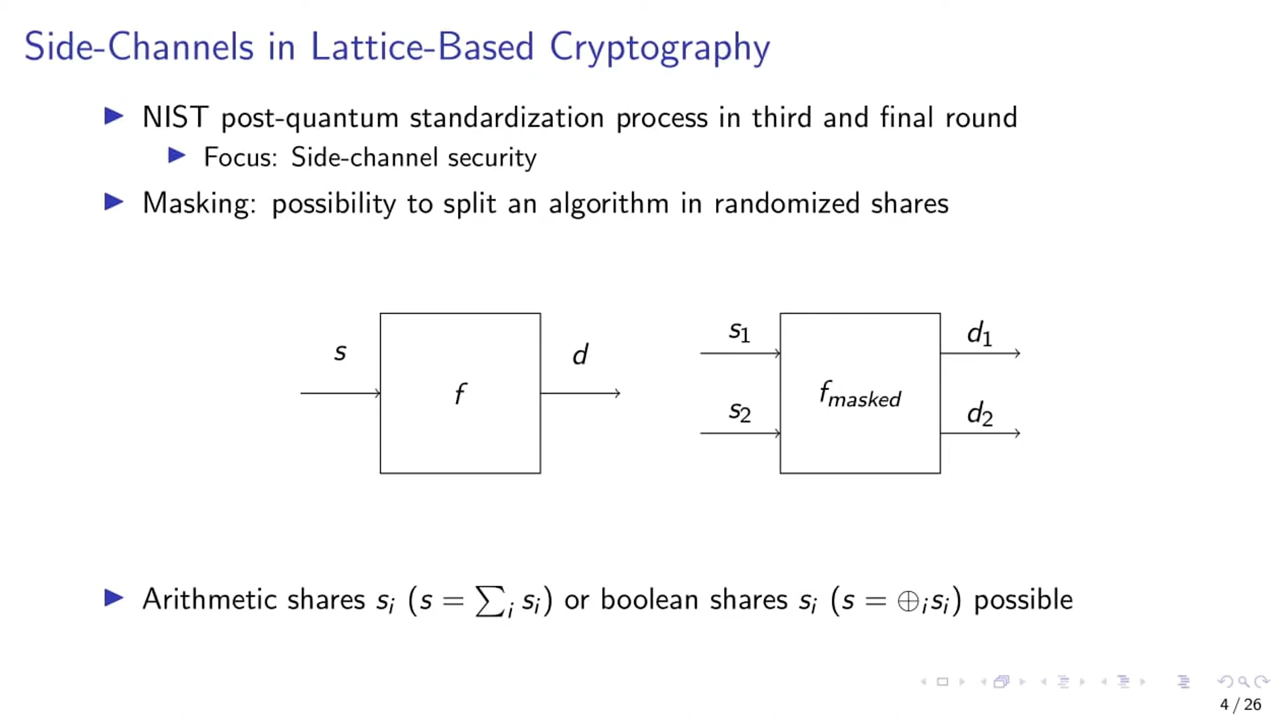 Side-Channels in Lattice-Based Cryptography
NIST post-quantum standardization process in third and final round
Focus: Side-channel security
Masking: possibility to split an algorithm in randomized shares
s
f
d
s₁
s₂
f_masked
d₁
d₂
Arithmetic shares sᵢ (s = ∑ᵢ sᵢ) or boolean shares sᵢ (s = ⊕ᵢsᵢ) possible
4 / 26